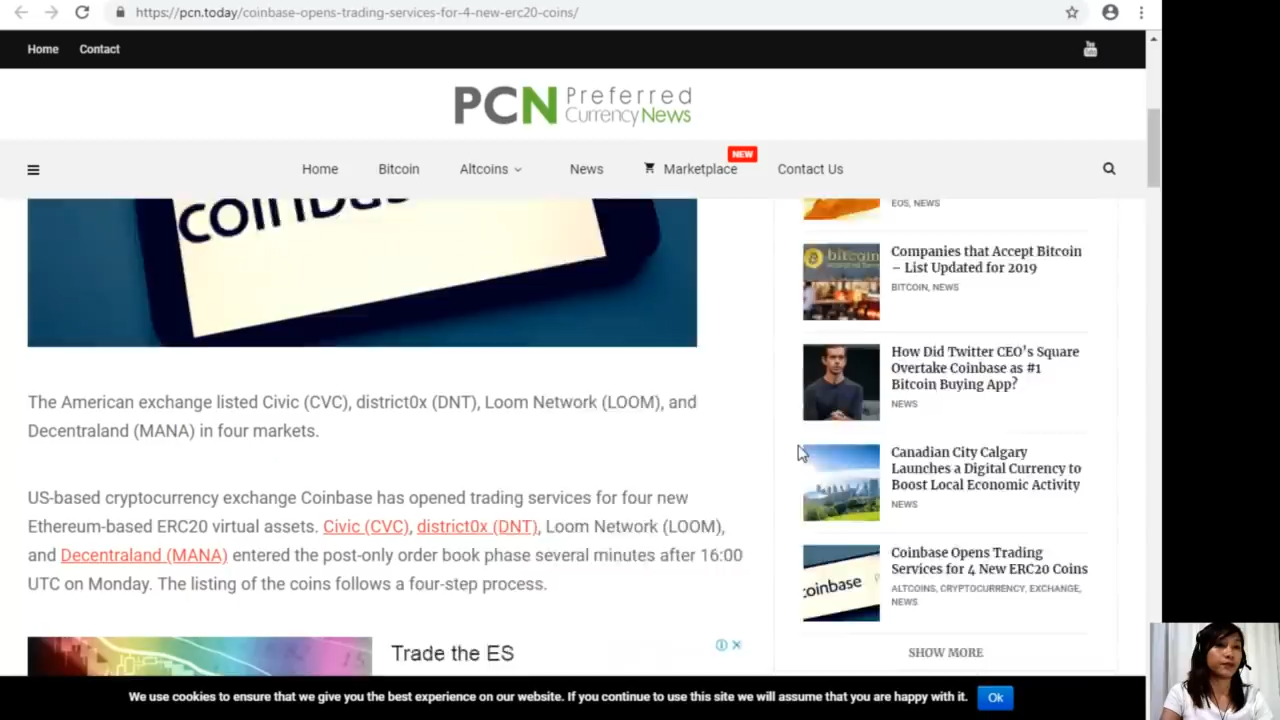 https://pcn.today/coinbase-opens-trading-services-for-4-new-erc20-coins/
Home Contact
You
PCN Preferred
CurrencyNews
NEW
Home Bitcoin Altcoins News Marketplace Contact Us
coinbase
The American exchange listed Civic (CVC), district0x (DNT), Loom Network (LOOM), and
Decentraland (MANA) in four markets.
US-based cryptocurrency exchange Coinbase has opened trading services for four new
Ethereum-based ERC20 virtual assets. Civic (CVC), district0x (DNT), Loom Network (LOOM),
and Decentraland (MANA) entered the post-only order book phase several minutes after 16:00
UTC on Monday. The listing of the coins follows a four-step process.
Trade the ES
EOS, NEWS
bitcoin
Companies that Accept Bitcoin
– List Updated for 2019
BITCOIN, NEWS
How Did Twitter CEO's Square
Overtake Coinbase as #1
Bitcoin Buying App?
NEWS
Canadian City Calgary
Launches a Digital Currency to
Boost Local Economic Activity
NEWS
coinbase
Coinbase Opens Trading
Services for 4 New ERC20 Coins
ALTCOINS, CRYPTOCURRENCY, EXCHANGE,
NEWS
SHOW MORE
We use cookies to ensure that we give you the best experience on our website. If you continue to use this site we will assume that you are happy with it. Ok